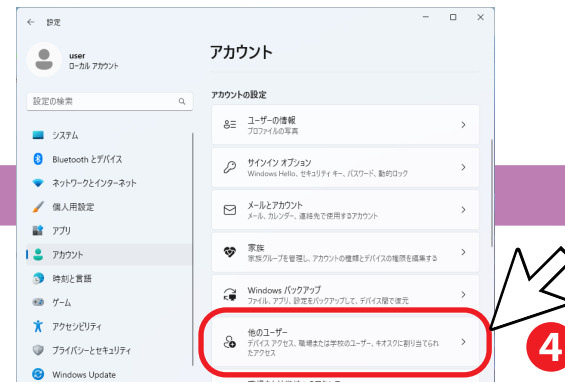 設定
user
ローカル アカウント
設定の検索
システム
Bluetooth とデバイス
ネットワークとインターネット
個人用設定
アプリ
アカウント
時刻と言語
ゲーム
アクセシビリティ
プライバシーとセキュリティ
Windows Update
アカウント
アカウントの設定
ユーザーの情報
プロファイルの写真
サインイン オプション
Windows Hello、セキュリティ キー、パスワード、動的ロック
メールとアカウント
メール、カレンダー、連絡先で使用するアカウント
家族
家族グループを管理し、アカウントの種類とデバイスの権限を編集する
Windows バックアップ
ファイル、アプリ、設定をバックアップして、デバイス間で復元
他のユーザー
デバイス アクセス、職場または学校のユーザー、キオスクに割り当てられ
たアクセス
4